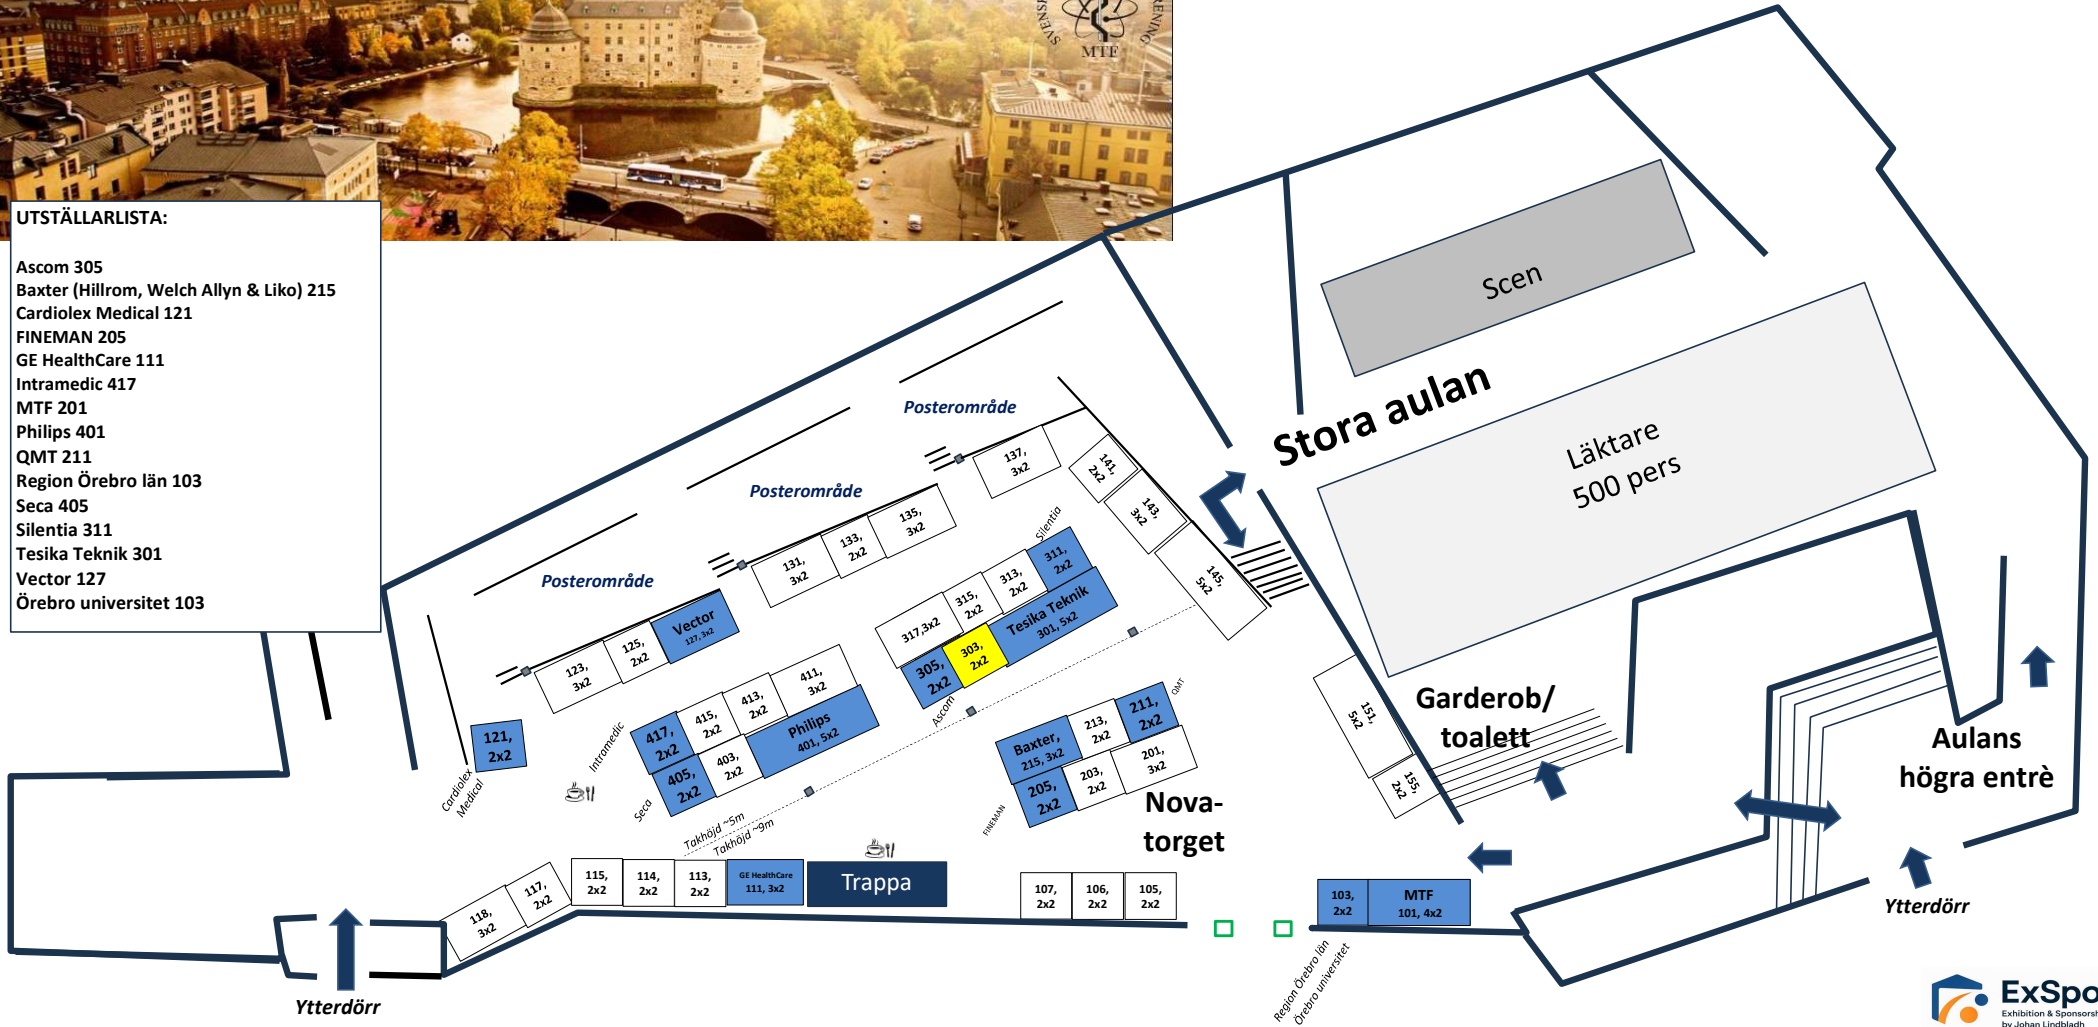 MTF
UTSTÄLLARLISTA:
Ascom 305
Baxter (Hillrom, Welch Allyn & Liko) 215
Cardiolex Medical 121
FINEMAN 205
GE HealthCare 111
Intramedic 417
MTF 201
Philips 401
QMT 211
Region Örebro län 103
Seca 405
Silentia 311
Tesika Teknik 301
Vector 127
Örebro universitet 103
Scen
Stora aulan
Läktare
500 pers
Posterområde
Posterområde
Posterområde
137,
3x2
141,
2x2
143,
3x2
145,
5x2
135,
3x2
133,
2x2
131,
3x2
Vector
127, 3x2
125,
2x2
123,
3x2
121,
2x2
Cardiolex
Medical
Silentia
311,
2x2
313,
2x2
315,
2x2
317,3x2
Tesika Teknik
301, 5x2
303,
2x2
305,
2x2
Ascom
411,
3x2
413,
2x2
415,
2x2
417,
2x2
Intramedic
Philips
401, 5x2
403,
2x2
405,
2x2
Seca
Takhöjd ~5m
Takhöjd ~9m
QMT
211,
2x2
213,
2x2
Baxter,
215, 3x2
201,
3x2
203,
2x2
205,
2x2
FINEMAN
Nova-
torget
151,
5x2
155,
2x2
Garderob/
toalett
Aulans
högra entrè
Ytterdörr
118,
3x2
117,
2x2
115,
2x2
114,
2x2
113,
2x2
GE HealthCare
111, 3x2
Trappa
107,
2x2
106,
2x2
105,
2x2
103,
2x2
MTF
101, 4x2
Region Örebro län
Örebro universitet
Ytterdörr
ExSpo
Exhibition & Sponsors
by Johan Lindbladh